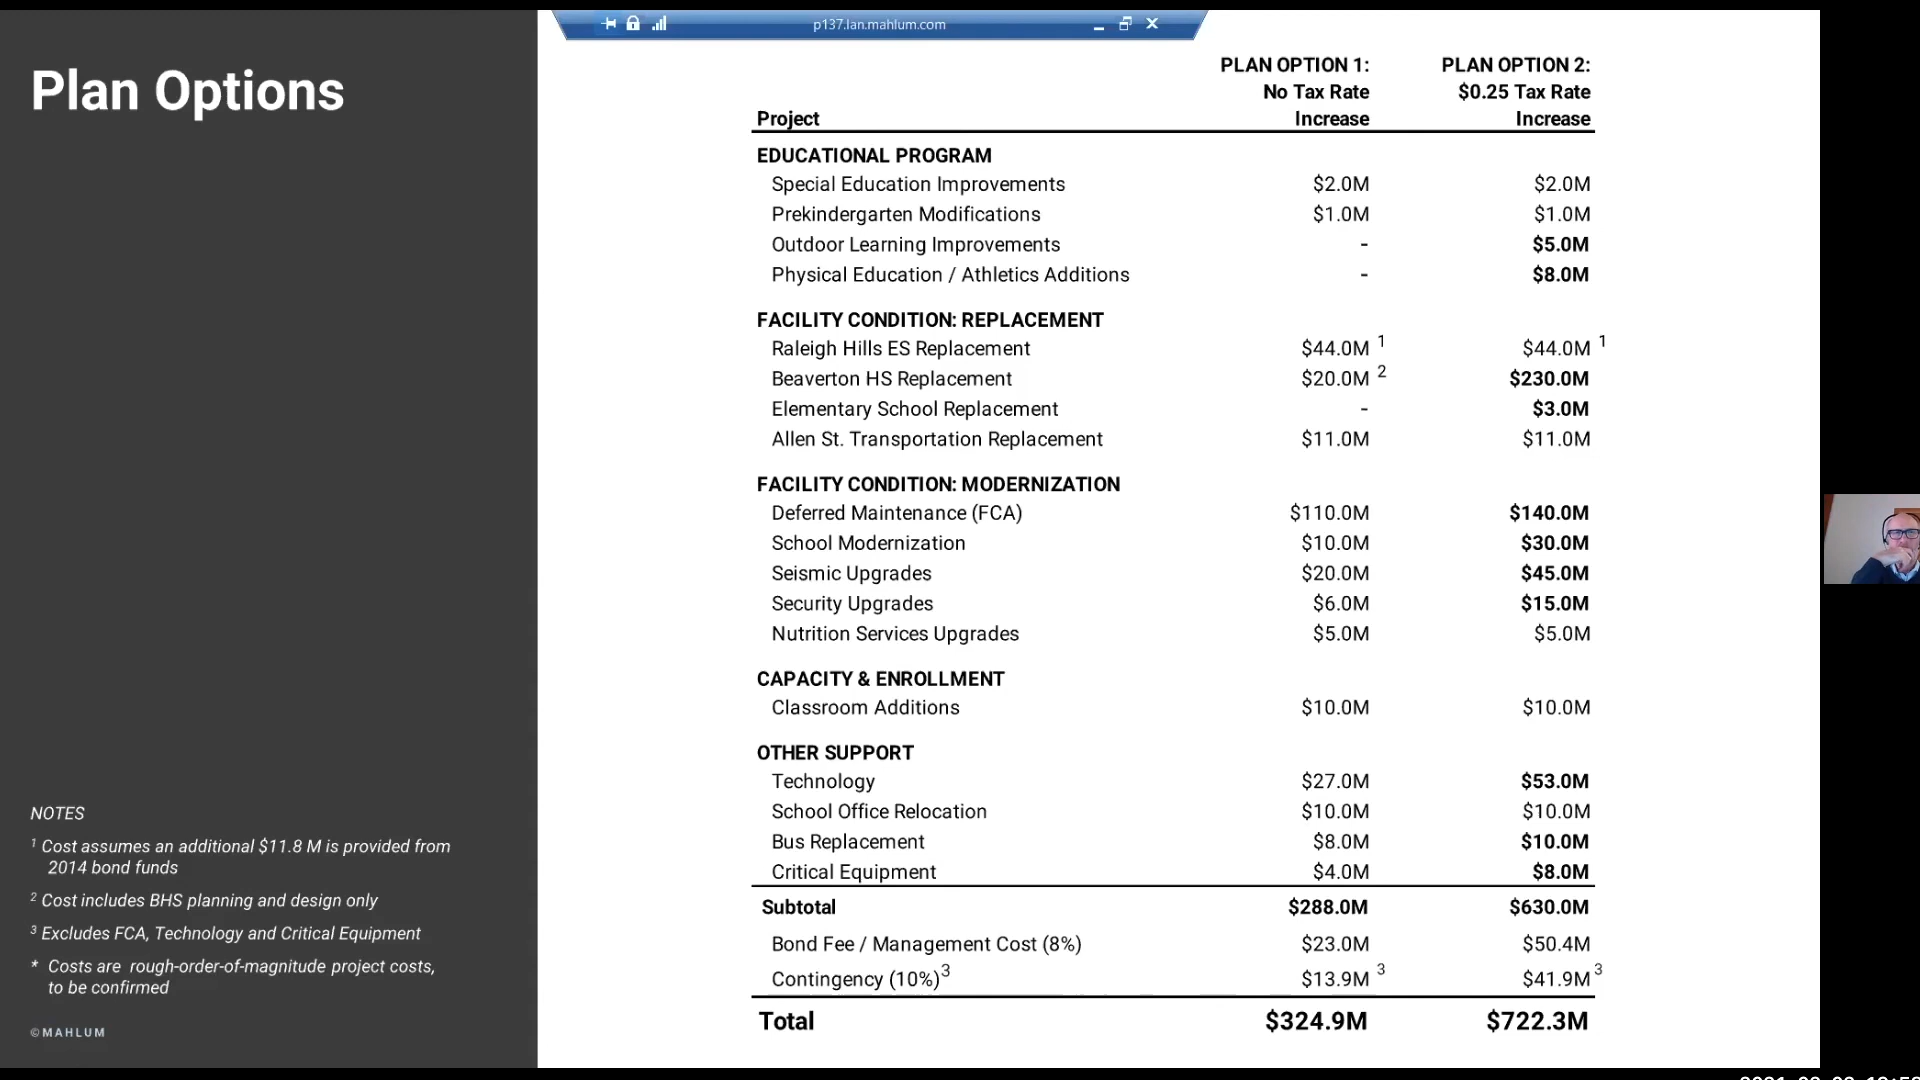 p137.lan.mahlum.com
Plan Options
PLAN OPTION 1: PLAN OPTION 2:
No Tax Rate $0.25 Tax Rate
Project Increase Increase
EDUCATIONAL PROGRAM
Special Education Improvements $2.0M $2.0M
Prekindergarten Modifications $1.0M $1.0M
Outdoor Learning Improvements - $5.0M
Physical Education / Athletics Additions - $8.0M
FACILITY CONDITION: REPLACEMENT
Raleigh Hills ES Replacement $44.0M 1 $44.0M 1
Beaverton HS Replacement $20.0M 2 $230.0M
Elementary School Replacement - $3.0M
Allen St. Transportation Replacement $11.0M $11.0M
FACILITY CONDITION: MODERNIZATION
Deferred Maintenance (FCA) $110.0M $140.0M
School Modernization $10.0M $30.0M
Seismic Upgrades $20.0M $45.0M
Security Upgrades $6.0M $15.0M
Nutrition Services Upgrades $5.0M $5.0M
CAPACITY & ENROLLMENT
Classroom Additions $10.0M $10.0M
OTHER SUPPORT
Technology $27.0M $53.0M
School Office Relocation $10.0M $10.0M
Bus Replacement $8.0M $10.0M
Critical Equipment $4.0M $8.0M
Subtotal $288.0M $630.0M
Bond Fee / Management Cost (8%) $23.0M $50.4M
Contingency (10%)3 $13.9M 3 $41.9M 3
Total $324.9M $722.3M
NOTES
1 Cost assumes an additional $11.8 M is provided from
2014 bond funds
2 Cost includes BHS planning and design only
3 Excludes FCA, Technology and Critical Equipment
* Costs are rough-order-of-magnitude project costs,
to be confirmed
© MAHLUM